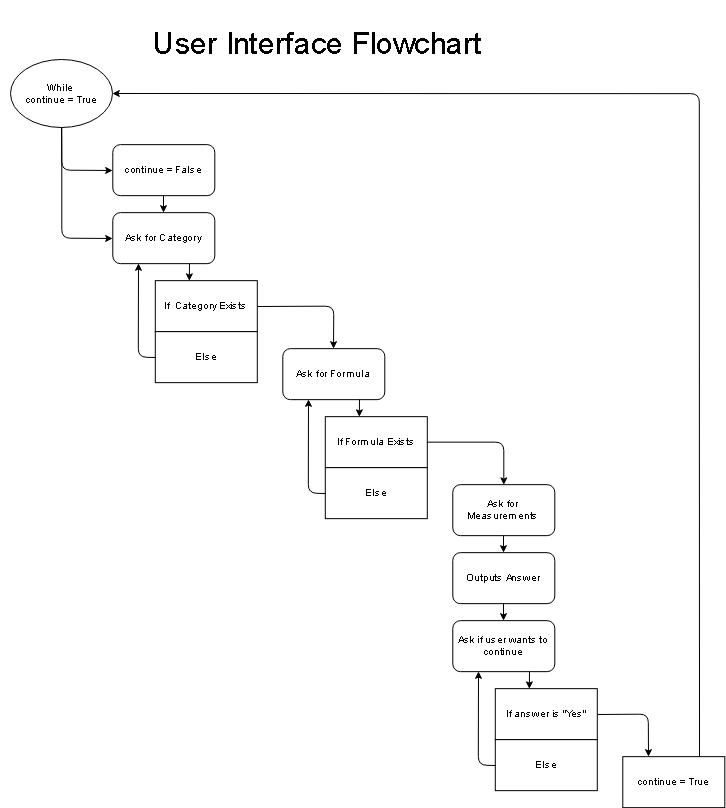 User Interface Flowchart
While
continue = True
continue = False
Ask for Category
If Category Exists
Else
Ask for Formula
If Formula Exists
Else
Ask for
Measurements
Outputs Answer
Ask if user wants to
continue
If answer is "Yes"
Else
continue = True